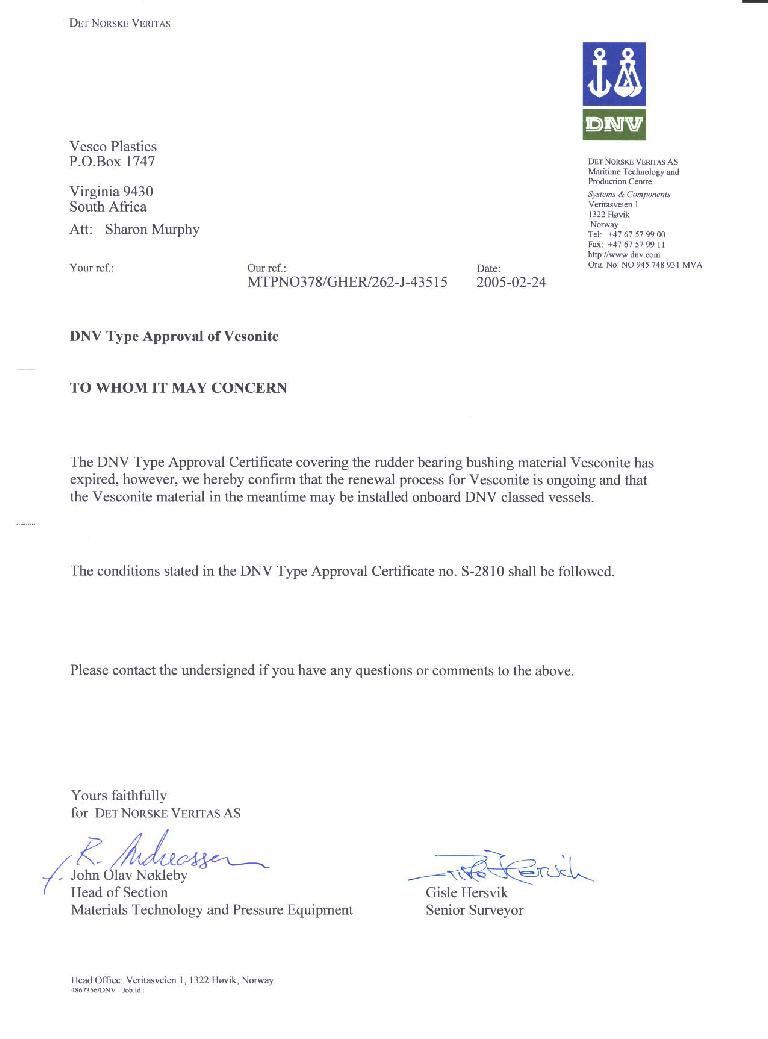 DET NORSKE VERITAS
DNV
Vesco Plastics
P.O.Box 1747
Virginia 9430
South Africa
Att: Sharon Murphy
DET NORSKE VERITAS AS
Maritime Technology and
Production Centre
Systems & Components
Veritasveien 1
1322 Høvik
Norway
Tel: +47 67 57 99 00
Fax: +47 67 57 99 11
http://www.dnv.com
Org. No: NO 945 748 931 MVA
Your ref.: Our ref.: Date:
MTPNO378/GHER/262-J-43515 2005-02-24
DNV Type Approval of Vesonite
TO WHOM IT MAY CONCERN
The DNV Type Approval Certificate covering the rudder bearing bushing material Vesconite has
expired, however, we hereby confirm that the renewal process for Vesconite is ongoing and that
the Vesconite material in the meantime may be installed onboard DNV classed vessels.
The conditions stated in the DNV Type Approval Certificate no. S-2810 shall be followed.
Please contact the undersigned if you have any questions or comments to the above.
Yours faithfully
for DET NORSKE VERITAS AS
R. Andreassen
John Olav Nøkleby
Head of Section
Materials Technology and Pressure Equipment
Gisle Hersvik
Senior Surveyor
Head Office: Veritasveien 1, 1322 Høvik, Norway